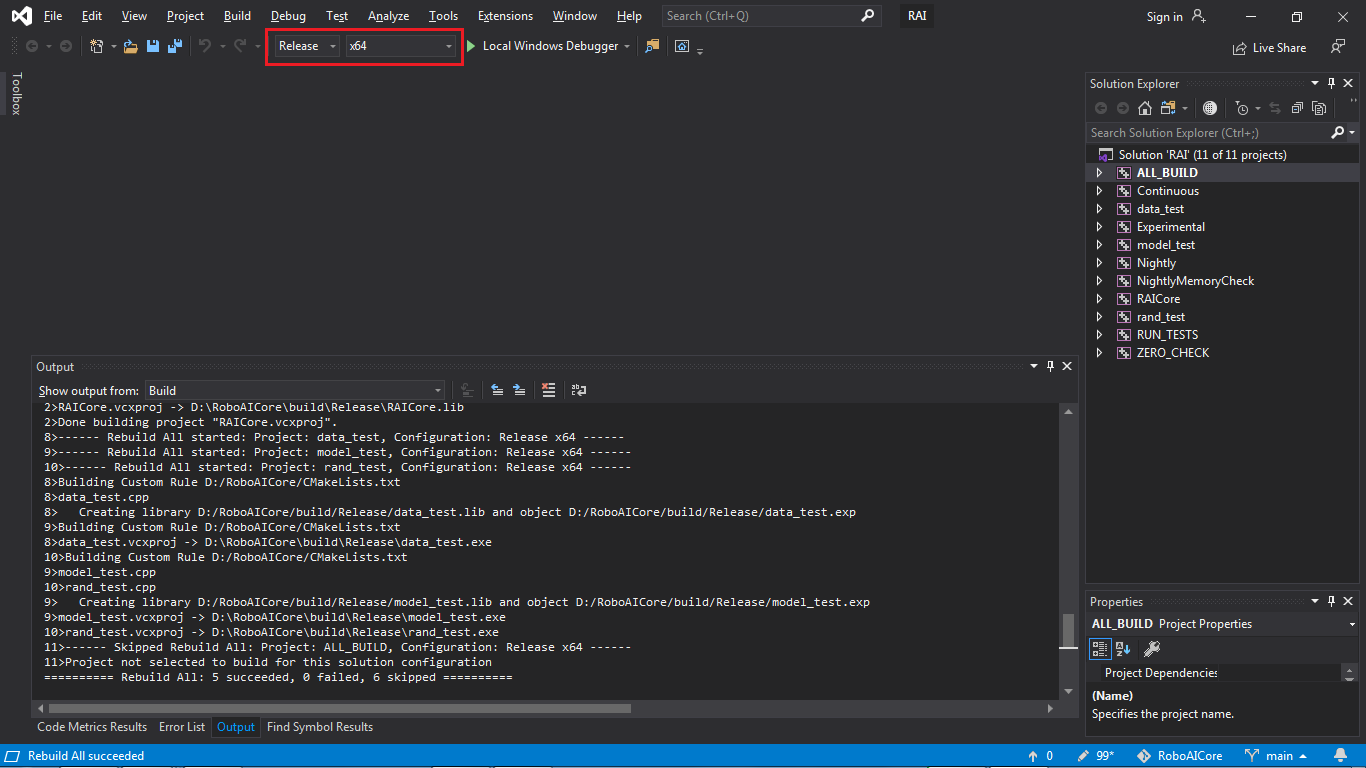 File Edit View Project Build Debug Test Analyze Tools Extensions Window Help Search (Ctrl+Q) RAI Sign in
Release x64 Local Windows Debugger Live Share
Toolbox
Solution Explorer
Search Solution Explorer (Ctrl+;)
Solution 'RAI' (11 of 11 projects)
ALL_BUILD
Continuous
data_test
Experimental
model_test
Nightly
NightlyMemoryCheck
RAICore
rand_test
RUN_TESTS
ZERO_CHECK
Output
Show output from: Build
2>RAICore.vcxproj -> D:\RoboAICore\build\Release\RAICore.lib
2>Done building project "RAICore.vcxproj".
8>------ Rebuild All started: Project: data_test, Configuration: Release x64 ------
9>------ Rebuild All started: Project: model_test, Configuration: Release x64 ------
10>------ Rebuild All started: Project: rand_test, Configuration: Release x64 ------
8>Building Custom Rule D:/RoboAICore/CMakeLists.txt
8>data_test.cpp
8>   Creating library D:/RoboAICore/build/Release/data_test.lib and object D:/RoboAICore/build/Release/data_test.exp
9>Building Custom Rule D:/RoboAICore/CMakeLists.txt
8>data_test.vcxproj -> D:\RoboAICore\build\Release\data_test.exe
10>Building Custom Rule D:/RoboAICore/CMakeLists.txt
9>model_test.cpp
10>rand_test.cpp
9>   Creating library D:/RoboAICore/build/Release/model_test.lib and object D:/RoboAICore/build/Release/model_test.exp
9>model_test.vcxproj -> D:\RoboAICore\build\Release\model_test.exe
10>rand_test.vcxproj -> D:\RoboAICore\build\Release\rand_test.exe
11>------ Skipped Rebuild All: Project: ALL_BUILD, Configuration: Release x64 ------
11>Project not selected to build for this solution configuration
========== Rebuild All: 5 succeeded, 0 failed, 6 skipped ==========
Code Metrics Results Error List Output Find Symbol Results
Properties
ALL_BUILD Project Properties
Project Dependencies
(Name)
Specifies the project name.
Rebuild All succeeded 0 99* RoboAICore main